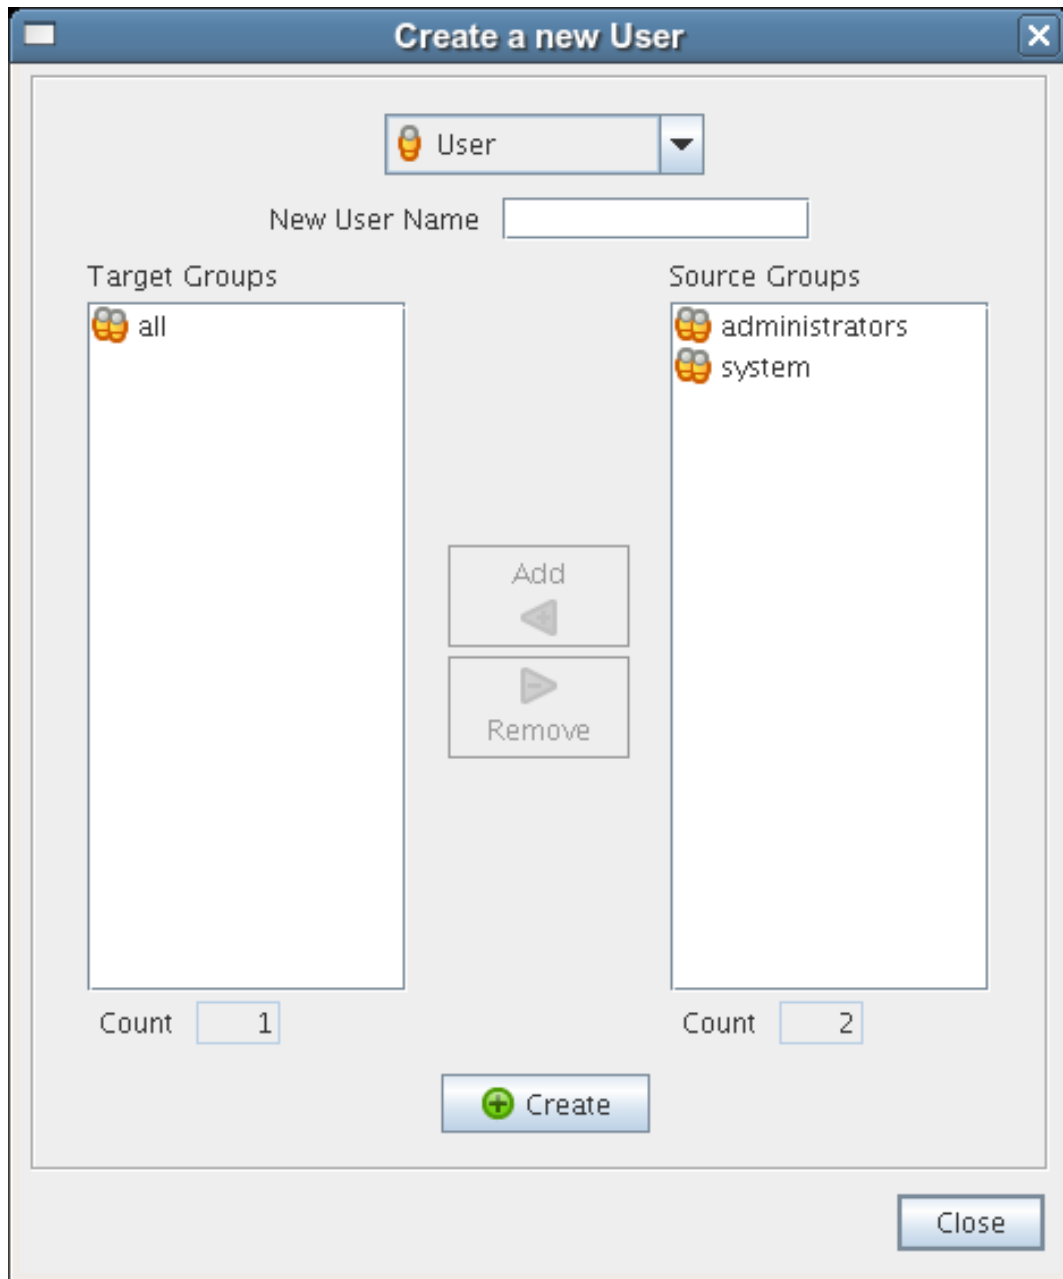 Create a new User
User
New User Name
Target Groups
Source Groups
all
administrators
system
Add
Remove
Count 1
Count 2
Create
Close